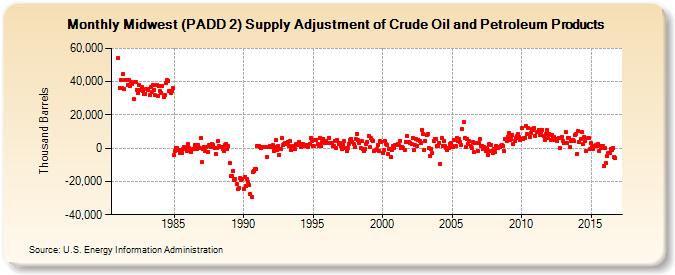 Monthly Midwest (PADD 2) Supply Adjustment of Crude Oil and Petroleum Products
Thousand Barrels
60,000
40,000
20,000
0
-20,000
-40,000
1985 1990 1995 2000 2005 2010 2015
Source: U.S. Energy Information Administration